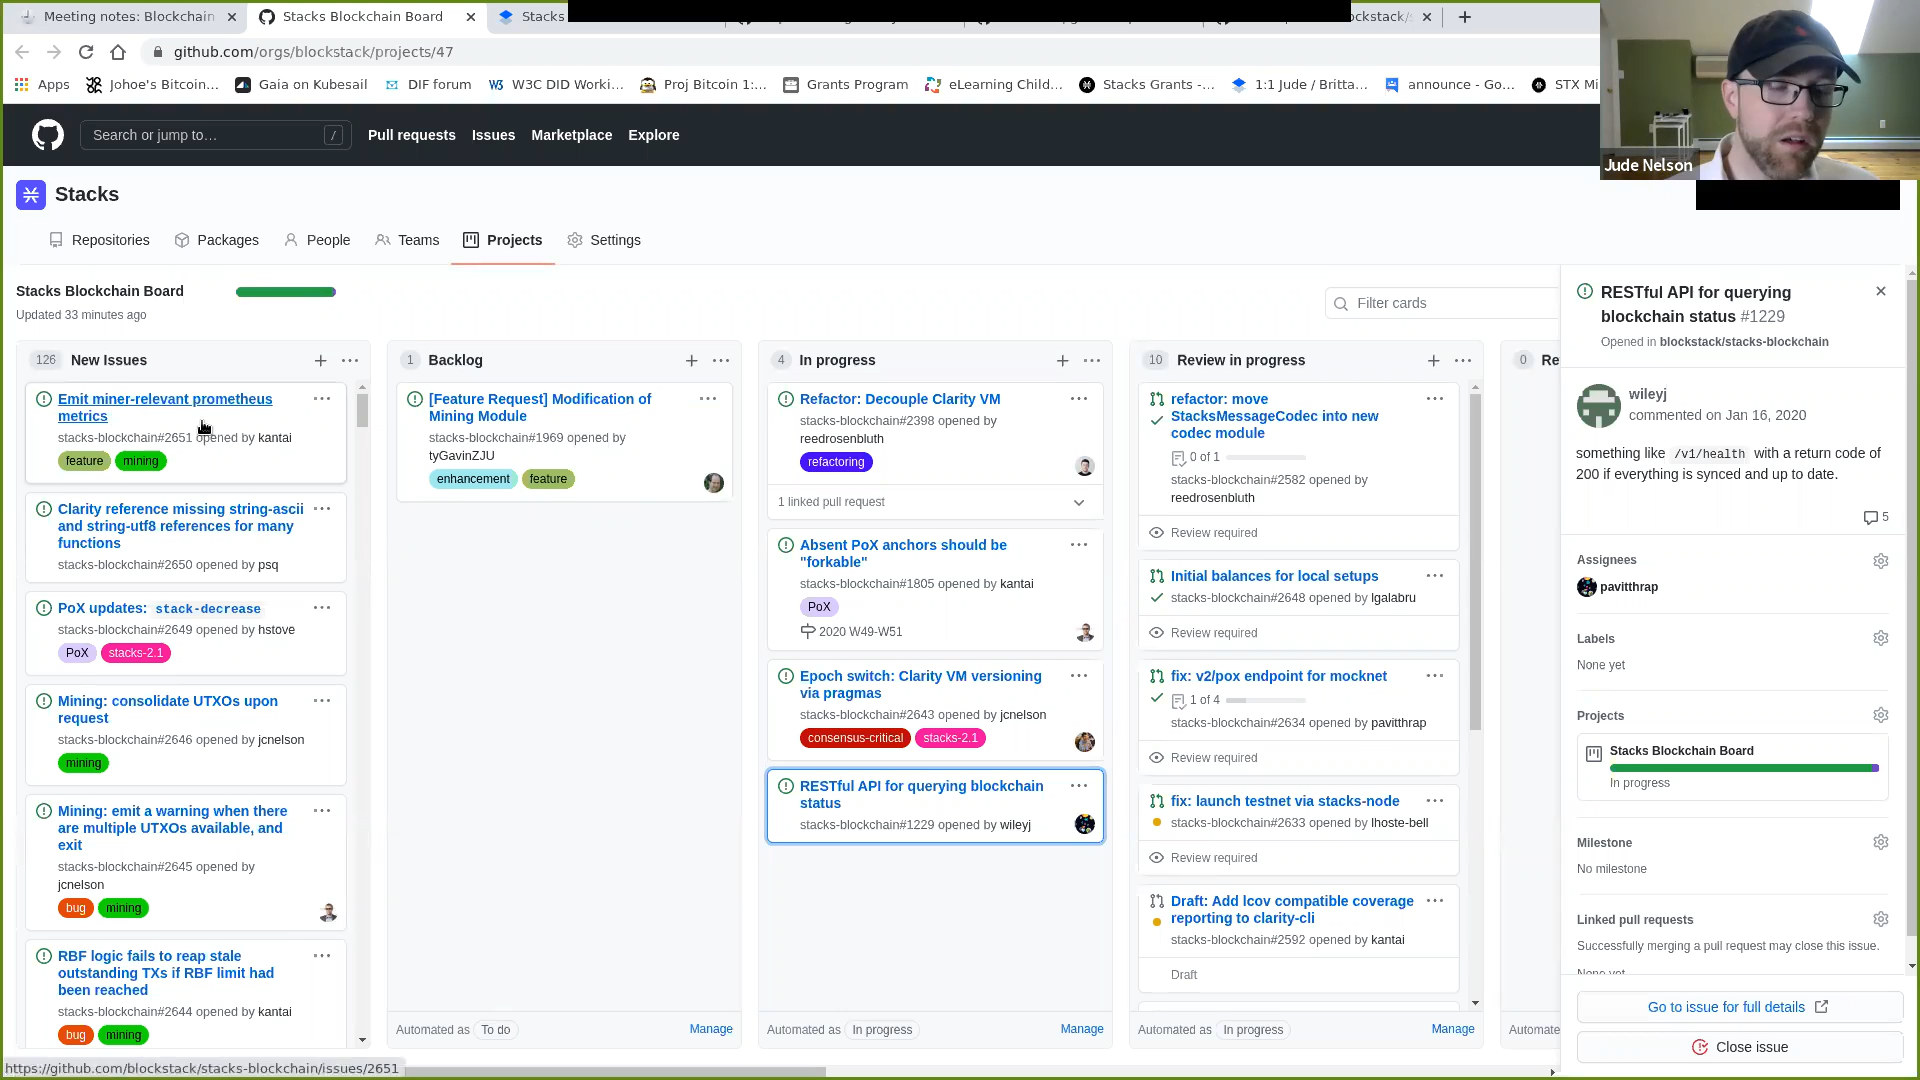 Meeting notes: Blockchain
Stacks Blockchain Board
Stacks
ockstack/s
github.com/orgs/blockstack/projects/47
Apps
Johoe's Bitcoin...
Gaia on Kubesail
DIF forum
W3C DID Worki...
Proj Bitcoin 1:...
Grants Program
eLearning Child...
Stacks Grants -...
1:1 Jude / Britta...
announce - Go...
STX Mi
Jude Nelson
Search or jump to...
/
Pull requests
Issues
Marketplace
Explore
Stacks
Repositories
Packages
People
Teams
Projects
Settings
Stacks Blockchain Board
Updated 33 minutes ago
Filter cards
126 New Issues
Emit miner-relevant prometheus
metrics
stacks-blockchain#2651 opened by kantai
feature mining
Clarity reference missing string-ascii
and string-utf8 references for many
functions
stacks-blockchain#2650 opened by psq
PoX updates: stack-decrease
stacks-blockchain#2649 opened by hstove
PoX stacks-2.1
Mining: consolidate UTXOs upon
request
stacks-blockchain#2646 opened by jcnelson
mining
Mining: emit a warning when there
are multiple UTXOs available, and
exit
stacks-blockchain#2645 opened by
jcnelson
bug mining
RBF logic fails to reap stale
outstanding TXs if RBF limit had
been reached
stacks-blockchain#2644 opened by kantai
bug mining
1 Backlog
[Feature Request] Modification of
Mining Module
stacks-blockchain#1969 opened by
tyGavinZJU
enhancement feature
Automated as To do
Manage
4 In progress
Refactor: Decouple Clarity VM
stacks-blockchain#2398 opened by
reedrosenbluth
refactoring
1 linked pull request
Absent PoX anchors should be
"forkable"
stacks-blockchain#1805 opened by kantai
PoX
2020 W49-W51
Epoch switch: Clarity VM versioning
via pragmas
stacks-blockchain#2643 opened by jcnelson
consensus-critical stacks-2.1
RESTful API for querying blockchain
status
stacks-blockchain#1229 opened by wileyj
Automated as In progress
Manage
10 Review in progress
refactor: move
StacksMessageCodec into new
codec module
0 of 1
stacks-blockchain#2582 opened by
reedrosenbluth
Review required
Initial balances for local setups
stacks-blockchain#2648 opened by lgalabru
Review required
fix: v2/pox endpoint for mocknet
1 of 4
stacks-blockchain#2634 opened by pavitthrap
Review required
fix: launch testnet via stacks-node
stacks-blockchain#2633 opened by lhoste-bell
Review required
Draft: Add lcov compatible coverage
reporting to clarity-cli
stacks-blockchain#2592 opened by kantai
Draft
Automated as In progress
Manage
0 Re
Automate
RESTful API for querying
blockchain status #1229
Opened in blockstack/stacks-blockchain
wileyj
commented on Jan 16, 2020
something like /v1/health with a return code of
200 if everything is synced and up to date.
5
Assignees
pavitthrap
Labels
None yet
Projects
Stacks Blockchain Board
In progress
Milestone
No milestone
Linked pull requests
Successfully merging a pull request may close this issue.
None yet
Go to issue for full details
Close issue
https://github.com/blockstack/stacks-blockchain/issues/2651